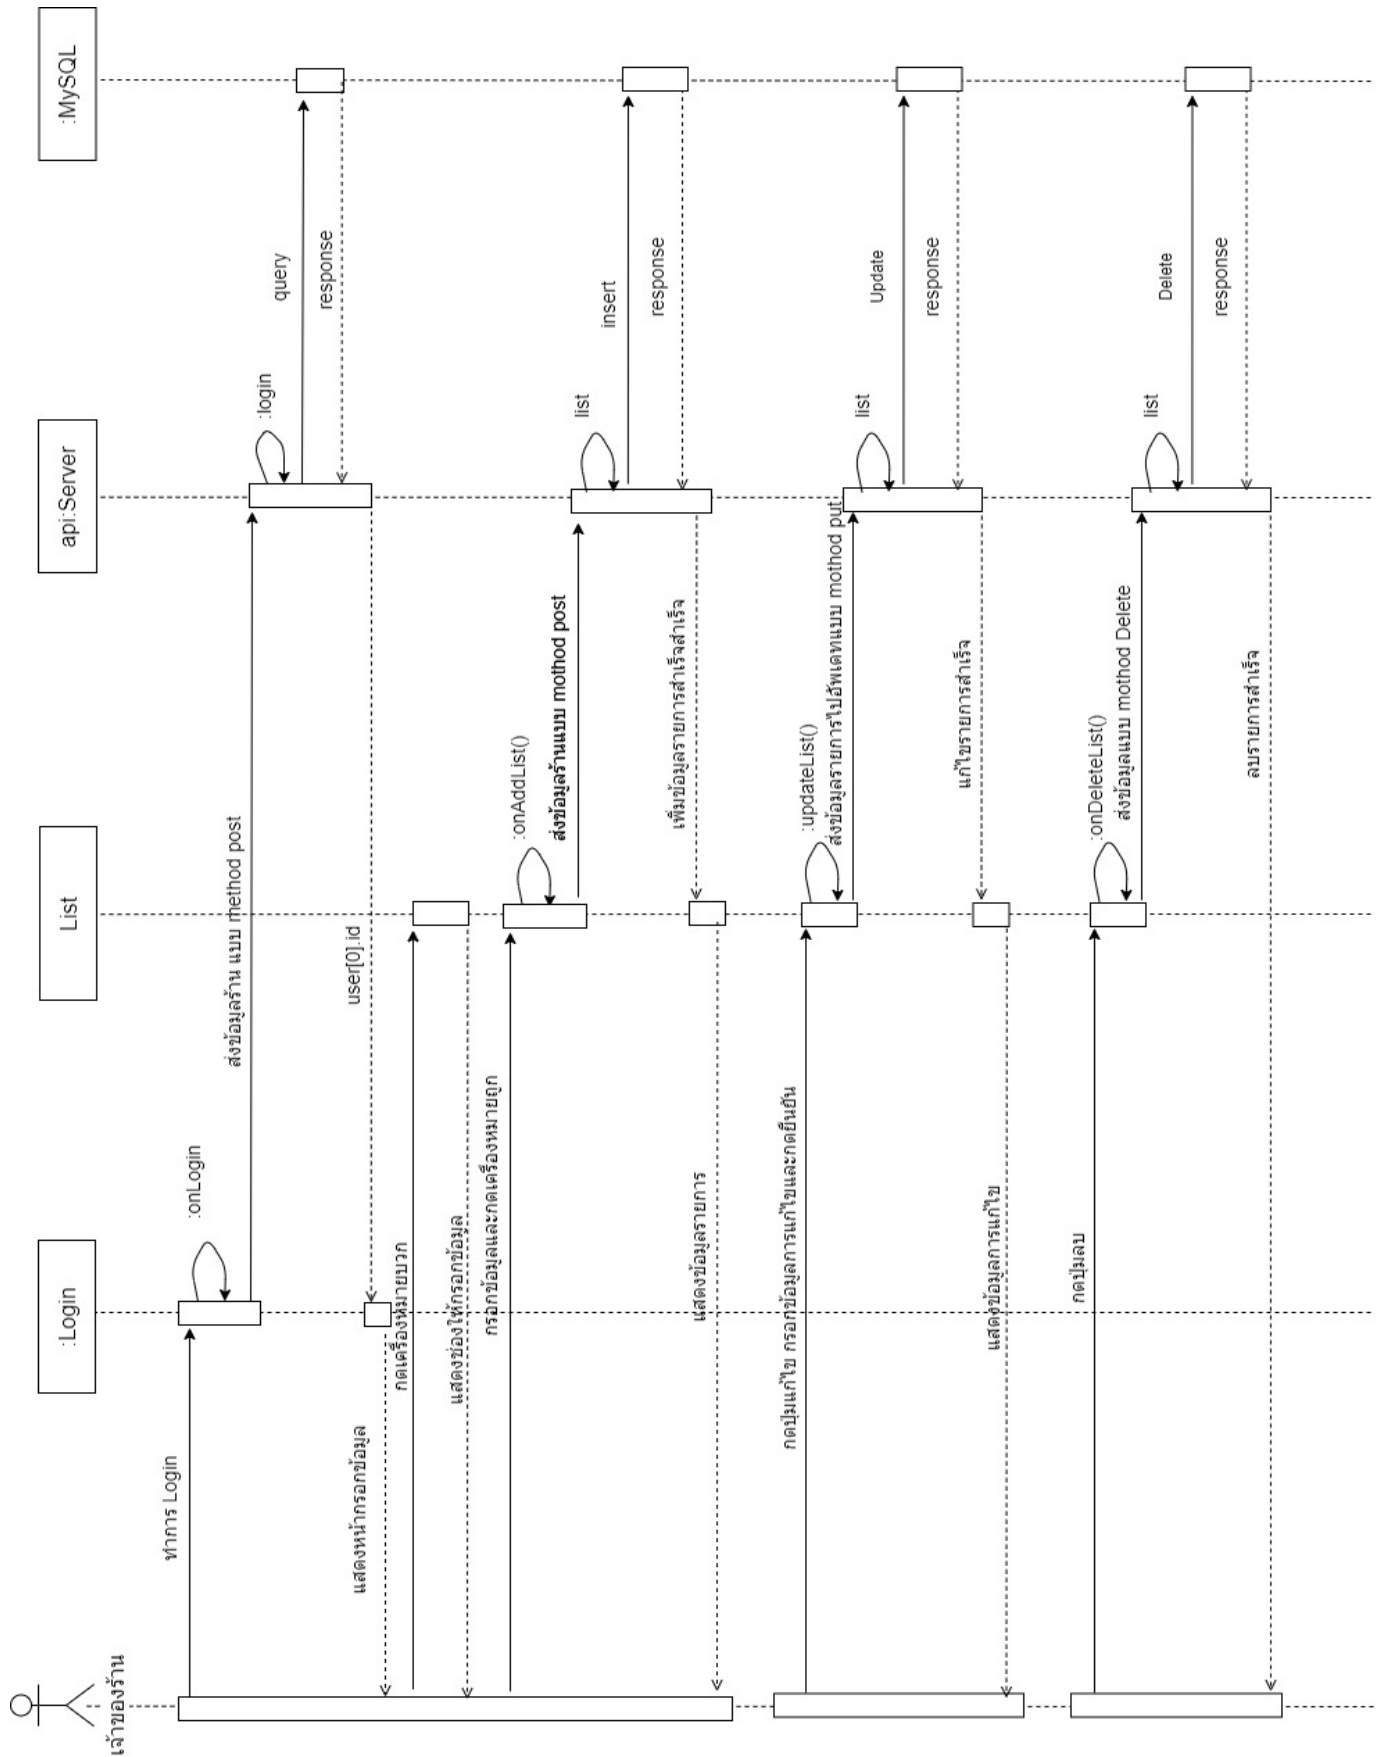 เจ้าของร้าน
:Login
List
api:Server
:MySQL
ทำการ Login
:onLogin
ส่งข้อมูลร้าน แบบ method post
:login
query
response
user[0].id
แสดงหน้ากรอกข้อมูล
กดเครื่องหมายบวก
แสดงช่องให้กรอกข้อมูล
กรอกข้อมูลและกดเครื่องหมายถูก
:onAddList()
ส่งข้อมูลร้านแบบ mothod post
list
insert
response
เพิ่มข้อมูลรายการสำเร็จสำเร็จ
แสดงข้อมูลรายการ
กดปุ่มแก้ไข กรอกข้อมูลการแก้ไขและกดยืนยัน
:updateList()
ส่งข้อมูลรายการไปอัพเดทแบบ mothod put
list
Update
response
แก้ไขรายการสำเร็จ
แสดงข้อมูลการแก้ไข
กดปุ่มลบ
:onDeleteList()
ส่งข้อมูลแบบ mothod Delete
list
Delete
response
ลบรายการสำเร็จ